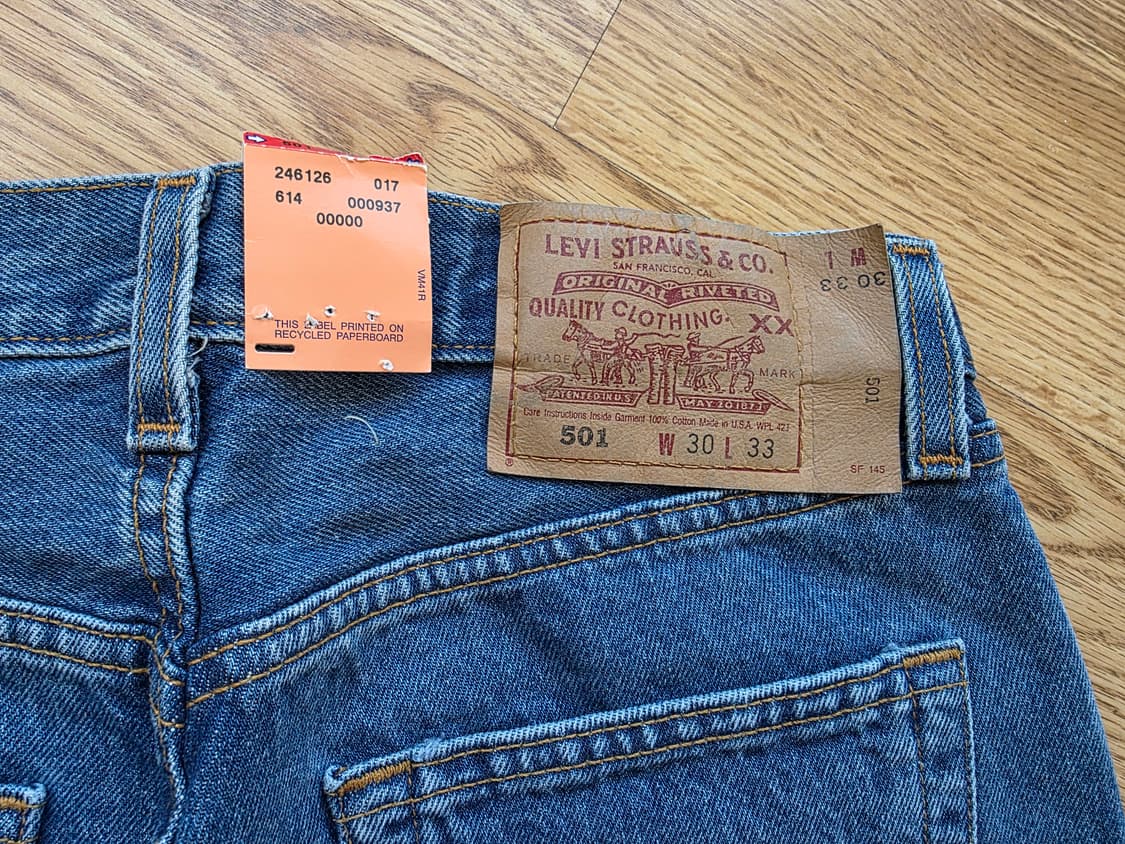 246126 017
614 000937
00000
VM41R
THIS LABEL PRINTED ON
RECYCLED PAPERBOARD
LEVI STRAUSS & CO.
SAN FRANCISCO, CAL.
ORIGINAL RIVETED
QUALITY CLOTHING.
XX
TRADE MARK
PATENTED IN U.S. MAY 20 1873
Care Instructions Inside Garment 100% Cotton Made in U.S.A. WPL 423
501 W 30 L 33
®
1 M
30 33
501
SF 145